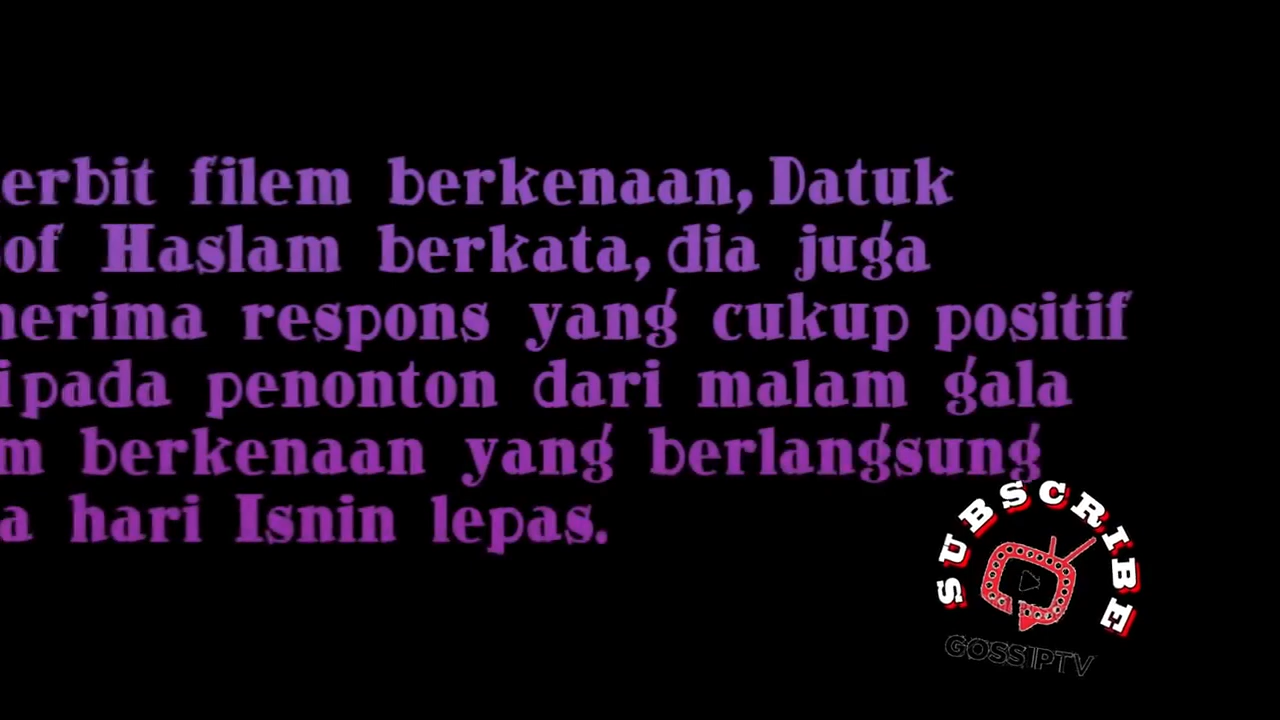 erbit filem berkenaan, Datuk
of Haslam berkata, dia juga
nerima respons yang cukup positif
ipada penonton dari malam gala
m berkenaan yang berlangsung
a hari Isnin lepas.
SUBSCRIBE
GOSSIPTV